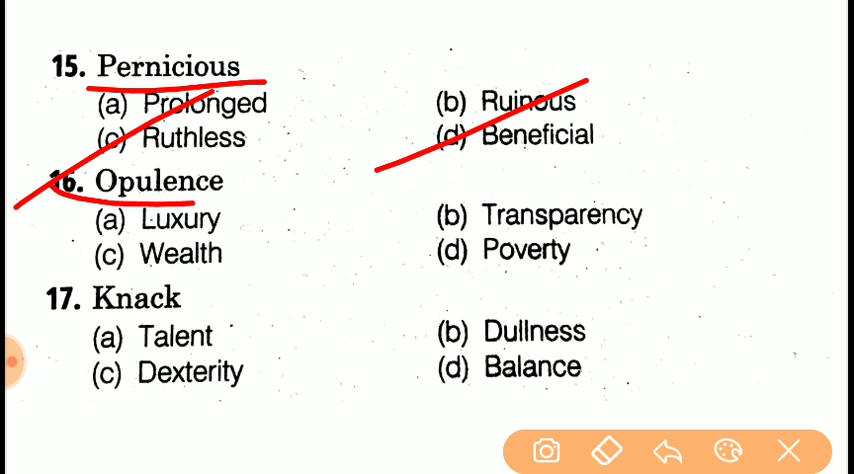 15. Pernicious
(a) Prolonged (b) Ruinous
(c) Ruthless (d) Beneficial
16. Opulence
(a) Luxury (b) Transparency
(c) Wealth (d) Poverty
17. Knack
(a) Talent (b) Dullness
(c) Dexterity (d) Balance